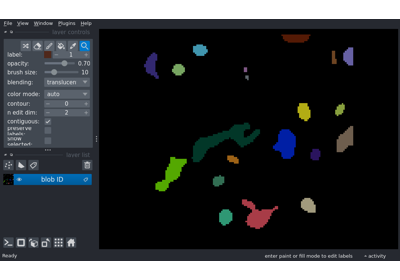 File View Window Plugins Help
layer controls
label: 1
opacity: 0.70
brush size: 10
blending: translucen
color mode: auto
contour: 0
n edit dim: 2
contiguous:
preserve labels:
show selected:
layer list
blob ID
Ready enter paint or fill mode to edit labels activity